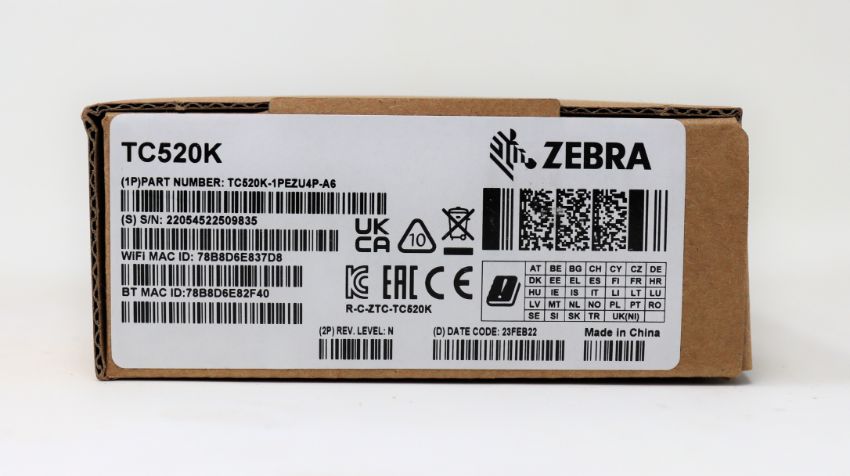 TC520K
ZEBRA
(1P)PART NUMBER: TC520K-1PEZU4P-A6
(S) S/N: 22054522509835
WiFi MAC ID: 78B8D6E837D8
BT MAC ID:78B8D6E82F40
UK
CA
10
EAC CE
R-C-ZTC-TC520K
AT BE BG CH CY CZ DE
DK EE EL ES FI FR HR
HU IE IS IT LI LT LU
LV MT NL NO PL PT RO
SE SI SK TR UK(NI)
(2P) REV. LEVEL: N
(D) DATE CODE: 23FEB22
Made in China